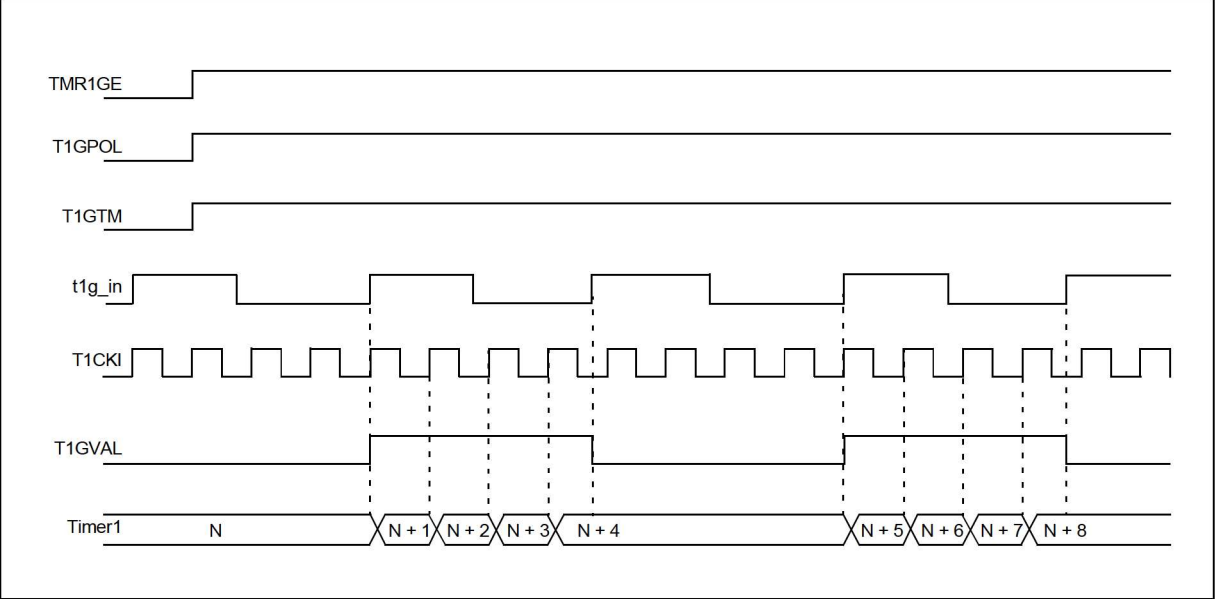 TMR1GE
T1GPOL
T1GTM
t1g_in
T1CKI
T1GVAL
Timer1 N N + 1 N + 2 N + 3 N + 4 N + 5 N + 6 N + 7 N + 8